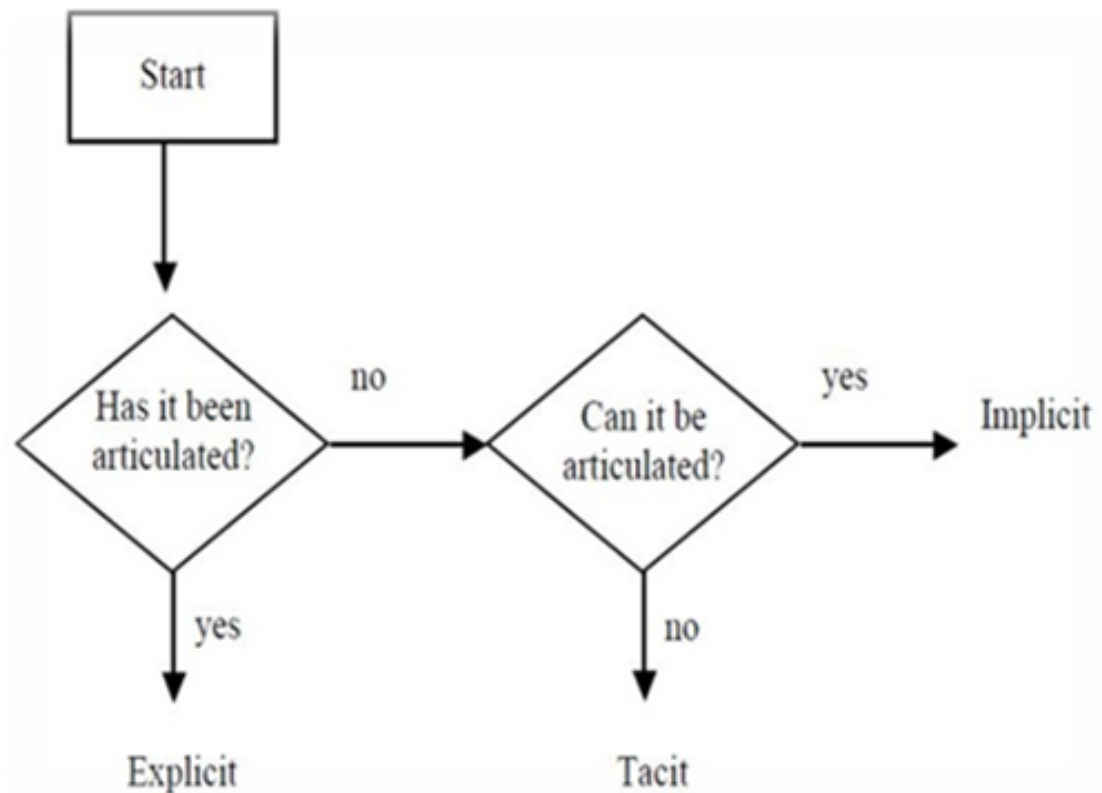 Start
no
yes
Has it been
articulated?
Can it be
articulated?
Implicit
yes
no
Explicit
Tacit